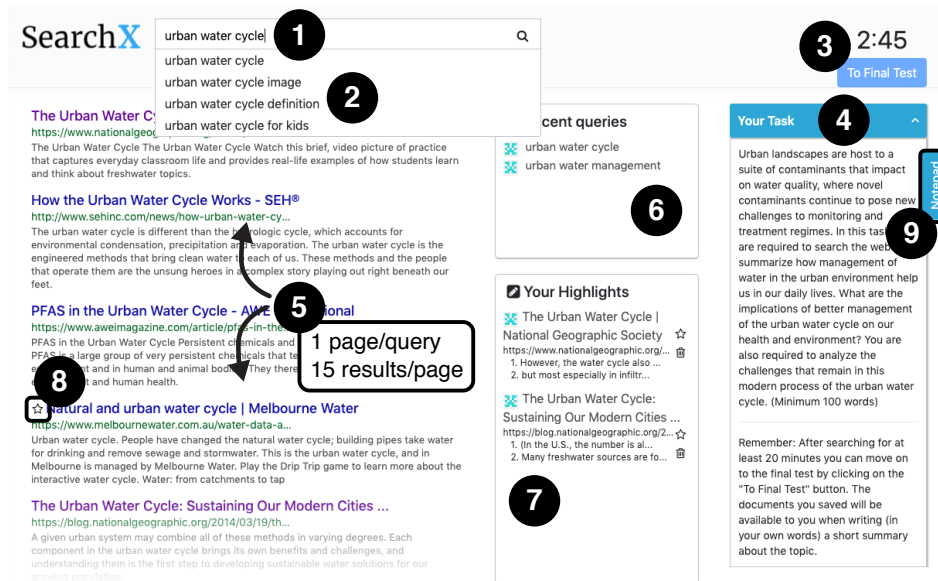 SearchX
urban water cycle
1
urban water cycle
urban water cycle image
urban water cycle definition
urban water cycle for kids
2
3
2:45
To Final Test
The Urban Water Cy
https://www.nationalgeog
The Urban Water Cycle The Urban Water Cycle Watch this brief, video picture of practice
that captures everyday classroom life and provides real-life examples of how students learn
and think about freshwater topics.
How the Urban Water Cycle Works - SEH®
http://www.sehinc.com/news/how-urban-water-cy...
The urban water cycle is different than the hydrologic cycle, which accounts for
environmental condensation, precipitation and evaporation. The urban water cycle is the
engineered methods that bring clean water to each of us. These methods and the people
that operate them are the unsung heroes in a complex story playing out right beneath our
feet.
PFAS in the Urban Water Cycle - AWE ional
https://www.aweimagazine.com/article/pfas-in-the
PFAS in the Urban Water Cycle Persistent chemicals and
PFAS is a large group of very persistent chemicals that te
and in human and animal bodie They there
t and human health.
5
1 page/query
15 results/page
8
Natural and urban water cycle | Melbourne Water
https://www.melbournewater.com.au/water-data-a...
Urban water cycle. People have changed the natural water cycle; building pipes take water
for drinking and remove sewage and stormwater. This is the urban water cycle, and in
Melbourne is managed by Melbourne Water. Play the Drip Trip game to learn more about the
interactive water cycle. Water: from catchments to tap
The Urban Water Cycle: Sustaining Our Modern Cities ...
https://blog.nationalgeographic.org/2014/03/19/th...
A given urban system may combine all of these methods in varying degrees. Each
component in the urban water cycle brings its own benefits and challenges, and
understanding them is the first step to developing sustainable water solutions for our
growing population.
cent queries
urban water cycle
urban water management
6
Your Highlights
The Urban Water Cycle |
National Geographic Society
https://www.nationalgeographic.org/...
1. However, the water cycle also ...
2. but most especially in infiltr...
The Urban Water Cycle:
Sustaining Our Modern Cities ...
https://blog.nationalgeographic.org/2...
1. (In the U.S., the number is al...
2. Many freshwater sources are fo...
7
Your Task
4
Urban landscapes are host to a
suite of contaminants that impact
on water quality, where novel
contaminants continue to pose new
challenges to monitoring and
treatment regimes. In this task
are required to search the web
summarize how management of
water in the urban environment help
us in our daily lives. What are the
implications of better management
of the urban water cycle on our
health and environment? You are
also required to analyze the
challenges that remain in this
modern process of the urban water
cycle. (Minimum 100 words)
Remember: After searching for at
least 20 minutes you can move on
to the final test by clicking on the
"To Final Test" button. The
documents you saved will be
available to you when writing (in
your own words) a short summary
about the topic.
Notepad
9